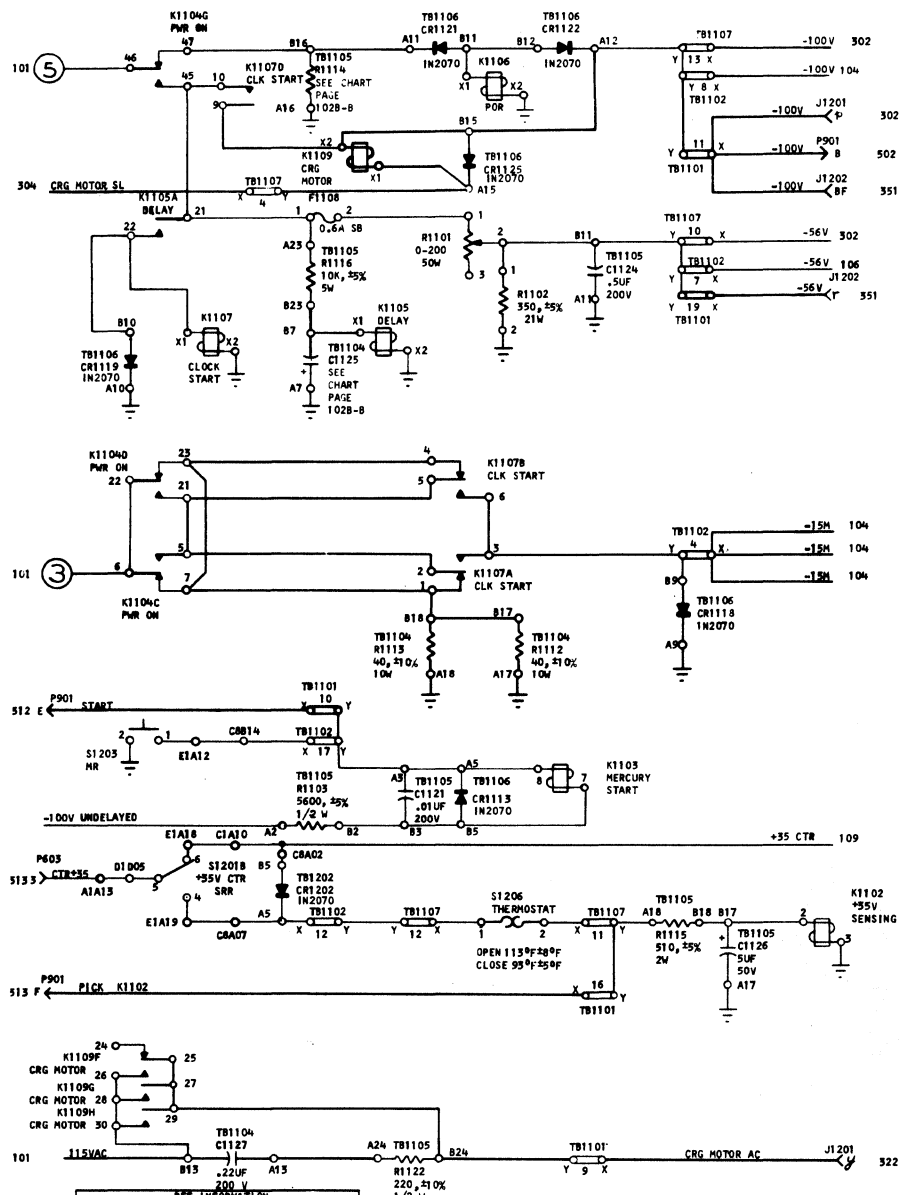 K1104G
PWR ON
47
46
101 5
45
10
9
K1107D
CLK START
B16
TB1105
R1114
SEE CHART
PAGE
102B-B
A16
A11
TB1106
CR1121
IN2070
B11
X1
K1106
X2
POR
B12
TB1106
CR1122
IN2070
A12
TB1107
Y 13 X
-100V 302
Y 8 X
TB1102
-100V 104
-100V J1201 P 302
Y 11 X
TB1101
-100V P901 B 502
-100V J1202 BF 351
X2
K1109
CRG
MOTOR
X1
B15
TB1106
CR1125
IN2070
A15
304 CRG MOTOR SL
TB1107
X 4 Y
K1105A
DELAY
21
22
F1108
1 2
0.6A SB
A23
TB1105
R1116
10K, ±5%
5W
B23
B7
X1
K1105
DELAY
X2
TB1104
C1125
+ SEE
CHART
PAGE
102B-B
A7
B10
TB1106
CR1119
IN2070
A10
K1107
X1 X2
CLOCK
START
1
R1101
0-200
50W
2
3
1
R1102
350, ±5%
21W
2
B11
TB1105
C1124
.5UF
200V
A11
TB1107
Y 10 X
-56V 302
TB1102
Y 7 X
-56V 106
J1202
-56V r 351
Y 19 X
TB1101
K1104D
PWR ON
22
23
21
4
5
K1107B
CLK START
6
101 3
6
5
7
K1104C
PWR ON
2
1
3
K1107A
CLK START
TB1102
Y 4 X
-15M 104
-15M 104
-15M 104
B9
TB1106
CR1118
IN2070
A9
B18
TB1104
R1113
40, ±10%
10W
A18
B17
TB1104
R1112
40, ±10%
10W
A17
512 E P901 START
TB1101
X 10 Y
2 1
S1203
MR
E1A12
C8B14
TB1102
X 17 Y
A3
TB1105
C1121
.01UF
200V
B3
A5
TB1106
CR1113
IN2070
B5
K1103
MERCURY
START
8 7
TB1105
R1103
5600, ±5%
1/2 W
-100V UNDELAYED
A2 B2
E1A18 C1A10
+35 CTR 109
P603
5133 CTR+35
A1A13
D1D05
5
6
S1201B
+35V CTR
SRR
4
C8A02
B5
TB1202
CR1202
IN2070
A5
E1A19
C8A07
TB1102
X 12 Y
TB1107
X 12 Y
S1206
THERMOSTAT
1 2
OPEN 113°F±8°F
CLOSE 93°F±5°F
TB1107
X 11 Y
TB1105
A18 B18
R1115
510, ±5%
2W
B17
TB1105
C1126
+ 5UF
50V
A17
K1102
+35V
SENSING
2
3
P901
513 F PICK K1102
X 16 Y
TB1101
24
K1109F
CRG MOTOR
25
26
K1109G
27
CRG MOTOR 28
K1109H
29
CRG MOTOR 30
101 115VAC
B13
TB1104
C1127
.22UF
200 V
A13
A24 TB1105 B24
R1122
220, ±10%
1/2 W
TB1101
Y 9 X
CRG MOTOR AC
J1201
y 322